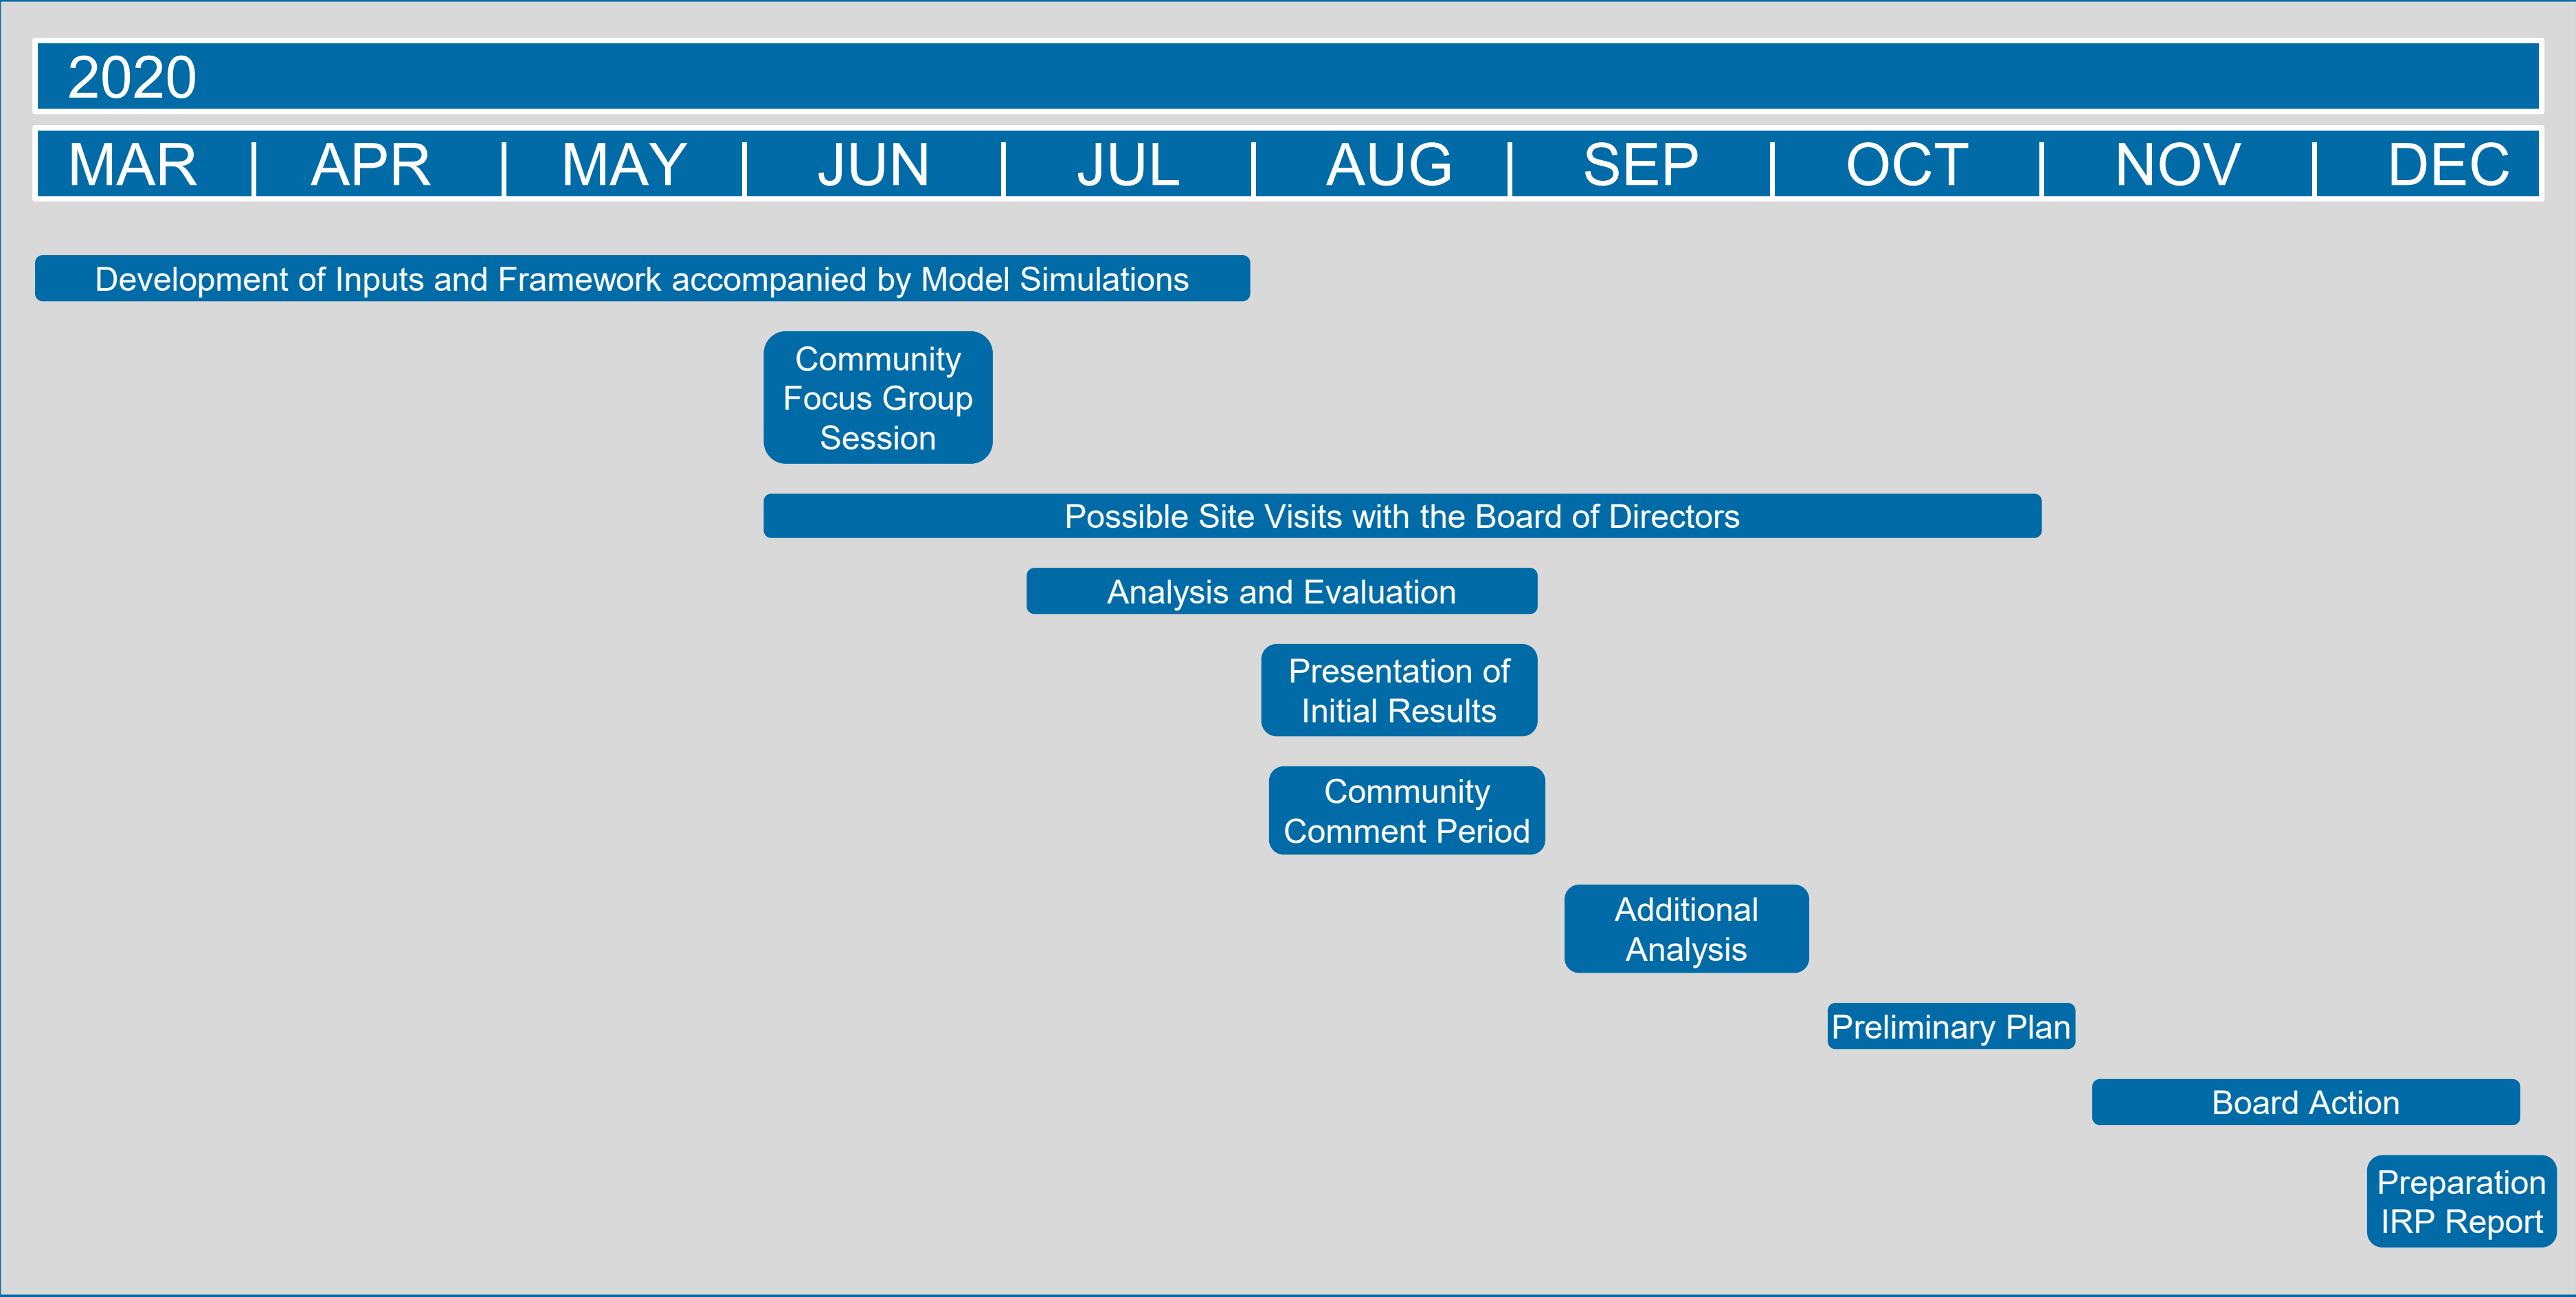 2020
MAR | APR | MAY | JUN | JUL | AUG | SEP | OCT | NOV | DEC
Development of Inputs and Framework accompanied by Model Simulations
Community
Focus Group
Session
Possible Site Visits with the Board of Directors
Analysis and Evaluation
Presentation of
Initial Results
Community
Comment Period
Additional
Analysis
Preliminary Plan
Board Action
Preparation
IRP Report